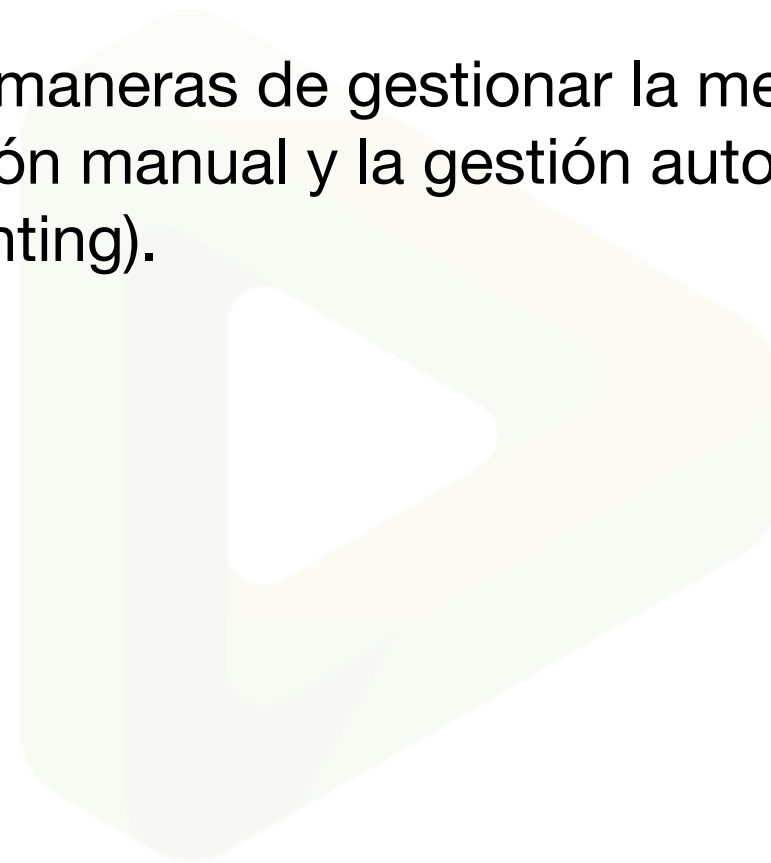 maneras de gestionar la me
ón manual y la gestión auto
nting).